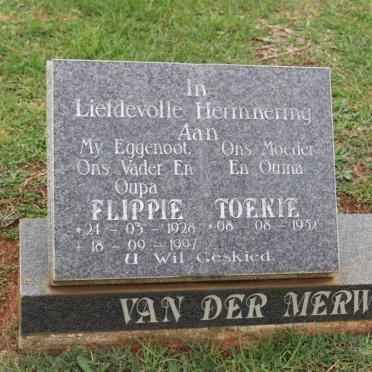 In
Liefdevolle Herinnering
Aan
My Eggenoot, Ons Moeder
Ons Vader En En Ouma
Oupa
FLIPPIE TOEKIE
*24 - 03 - 1928 *08 - 08 - 1932
+18 - 09 - 1997
U Wil Geskied.
VAN DER MERW